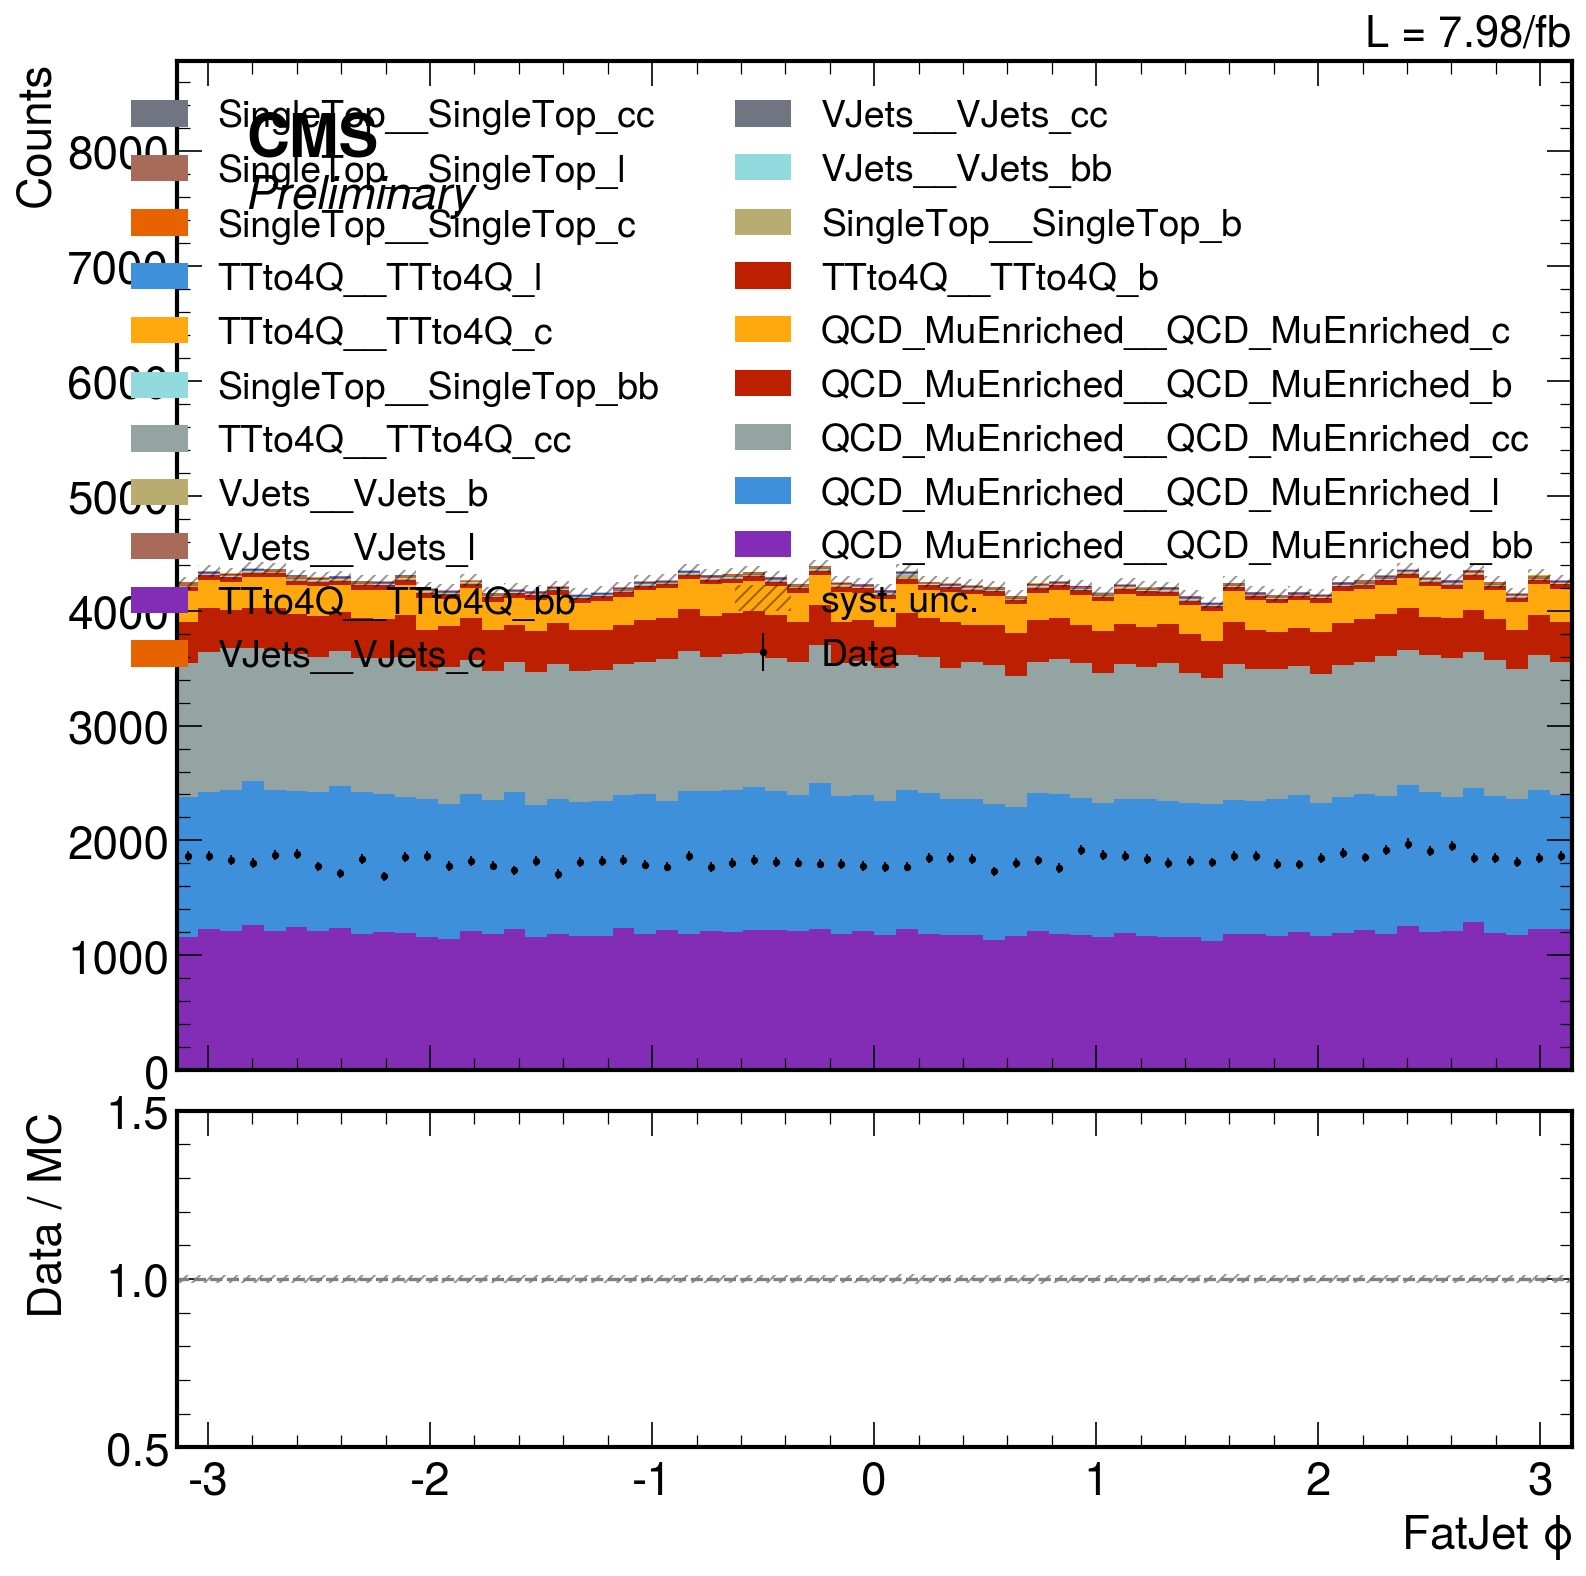 L = 7.98/fb
Counts
CMS
Preliminary
SingleTop__SingleTop_cc
SingleTop__SingleTop_l
SingleTop__SingleTop_c
TTto4Q__TTto4Q_l
TTto4Q__TTto4Q_c
SingleTop__SingleTop_bb
TTto4Q__TTto4Q_cc
VJets__VJets_b
VJets__VJets_l
TTto4Q__TTto4Q_bb
VJets__VJets_c
VJets__VJets_cc
VJets__VJets_bb
SingleTop__SingleTop_b
TTto4Q__TTto4Q_b
QCD_MuEnriched__QCD_MuEnriched_c
QCD_MuEnriched__QCD_MuEnriched_b
QCD_MuEnriched__QCD_MuEnriched_cc
QCD_MuEnriched__QCD_MuEnriched_l
QCD_MuEnriched__QCD_MuEnriched_bb
syst. unc.
Data
8000
7000
6000
5000
4000
3000
2000
1000
0
Data / MC
1.5
1.0
0.5
-3 -2 -1 0 1 2 3
FatJet ϕ